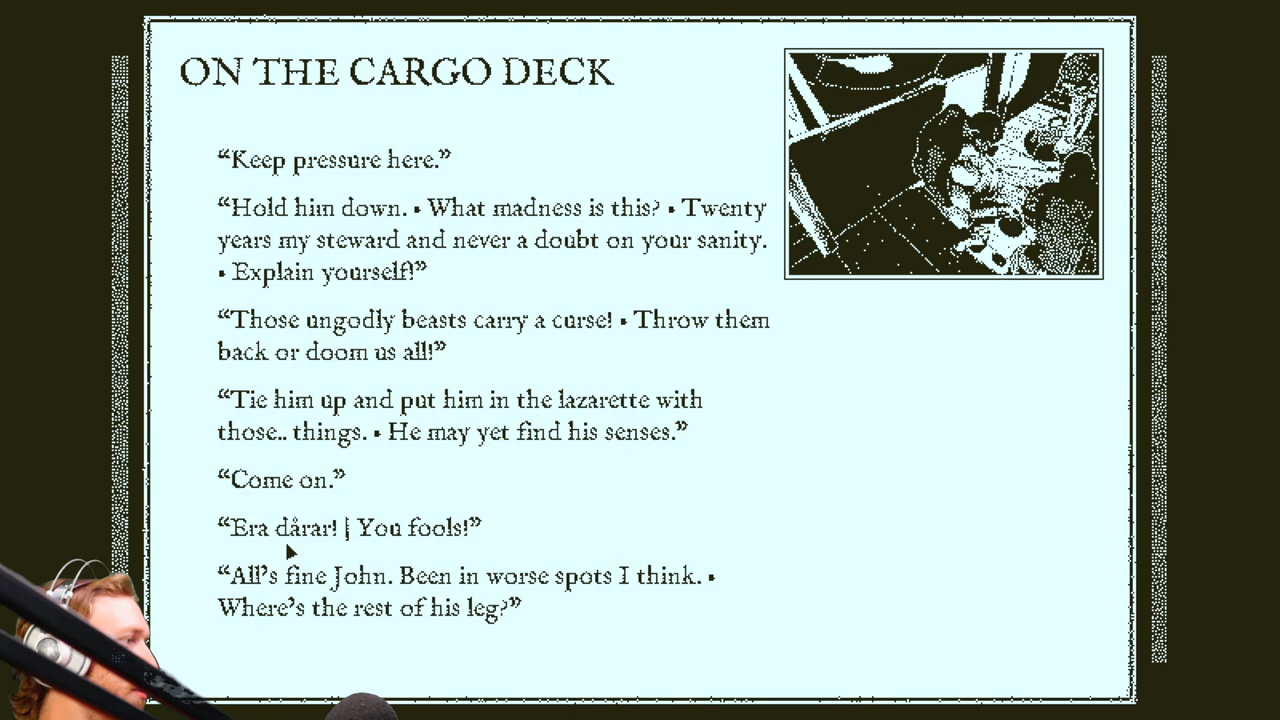 ON THE CARGO DECK
“Keep pressure here.”
“Hold him down. • What madness is this? • Twenty
years my steward and never a doubt on your sanity.
• Explain yourself!”
“Those ungodly beasts carry a curse! • Throw them
back or doom us all!”
“Tie him up and put him in the lazarette with
those.. things. • He may yet find his senses.”
“Come on.”
“Era dårar! | You fools!”
“All’s fine John. Been in worse spots I think. •
Where’s the rest of his leg?”